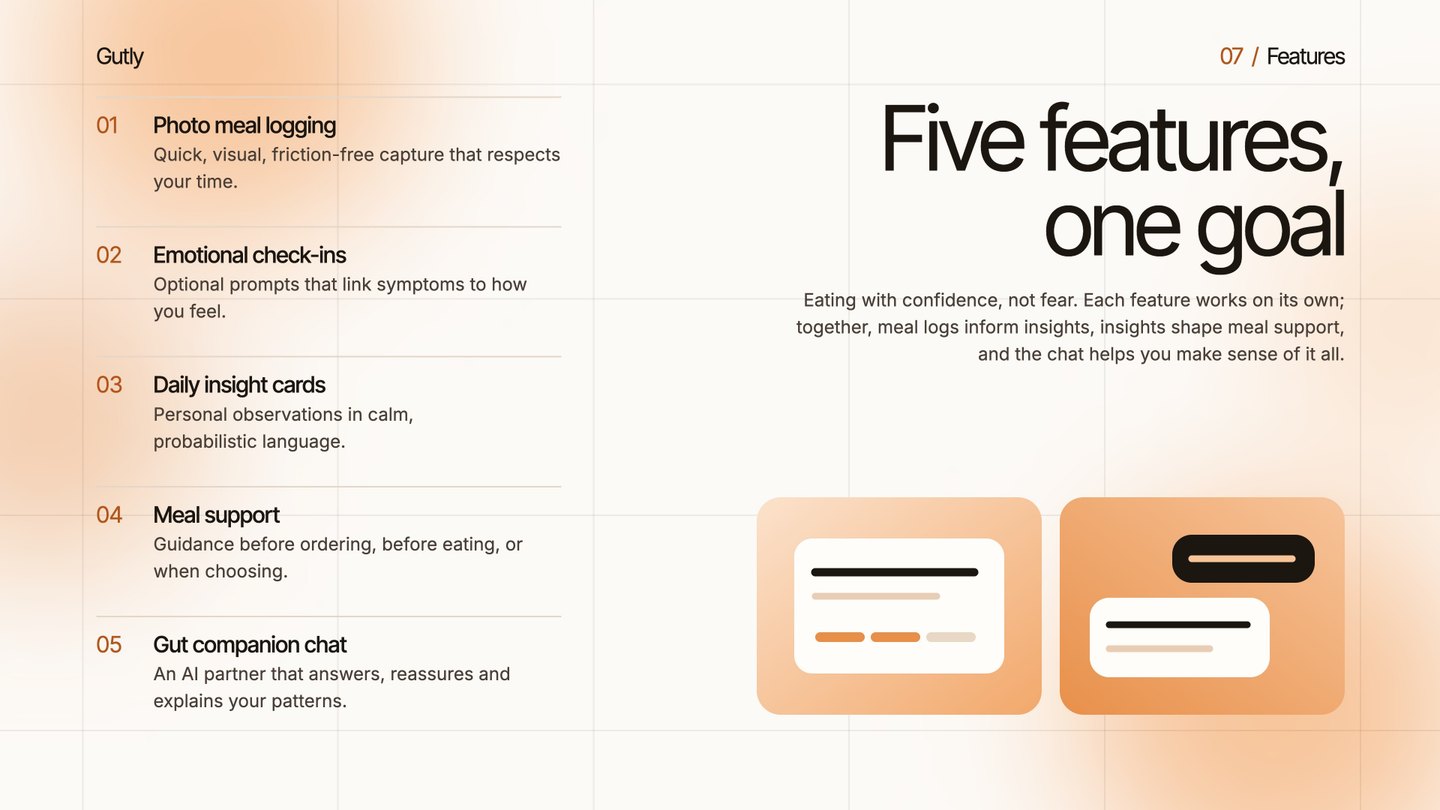 Gutly
07 / Features
01 Photo meal logging
Quick, visual, friction-free capture that respects
your time.
02 Emotional check-ins
Optional prompts that link symptoms to how
you feel.
03 Daily insight cards
Personal observations in calm,
probabilistic language.
04 Meal support
Guidance before ordering, before eating, or
when choosing.
05 Gut companion chat
An AI partner that answers, reassures and
explains your patterns.
Five features,
one goal
Eating with confidence, not fear. Each feature works on its own;
together, meal logs inform insights, insights shape meal support,
and the chat helps you make sense of it all.